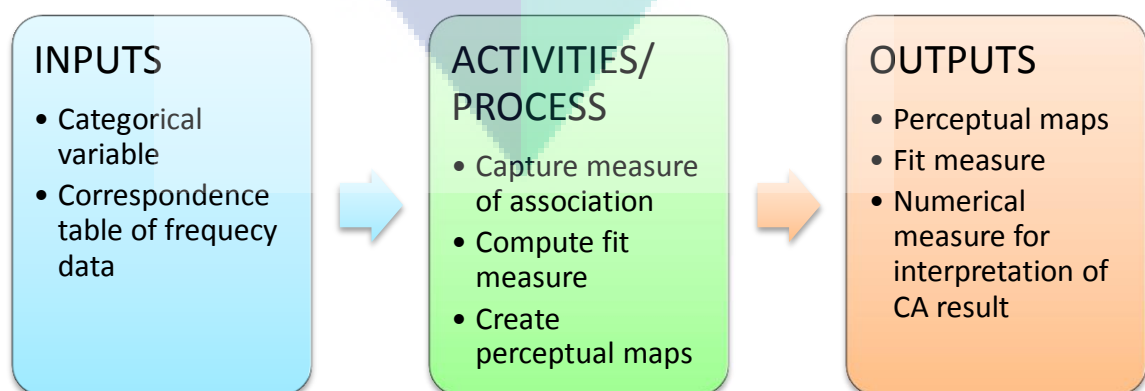 INPUTS
• Categorical
variable
• Correspondence
table of frequecy
data
ACTIVITIES/
PROCESS
• Capture measure
of association
• Compute fit
measure
• Create
perceptual maps
OUTPUTS
• Perceptual maps
• Fit measure
• Numerical
measure for
interpretation of
CA result